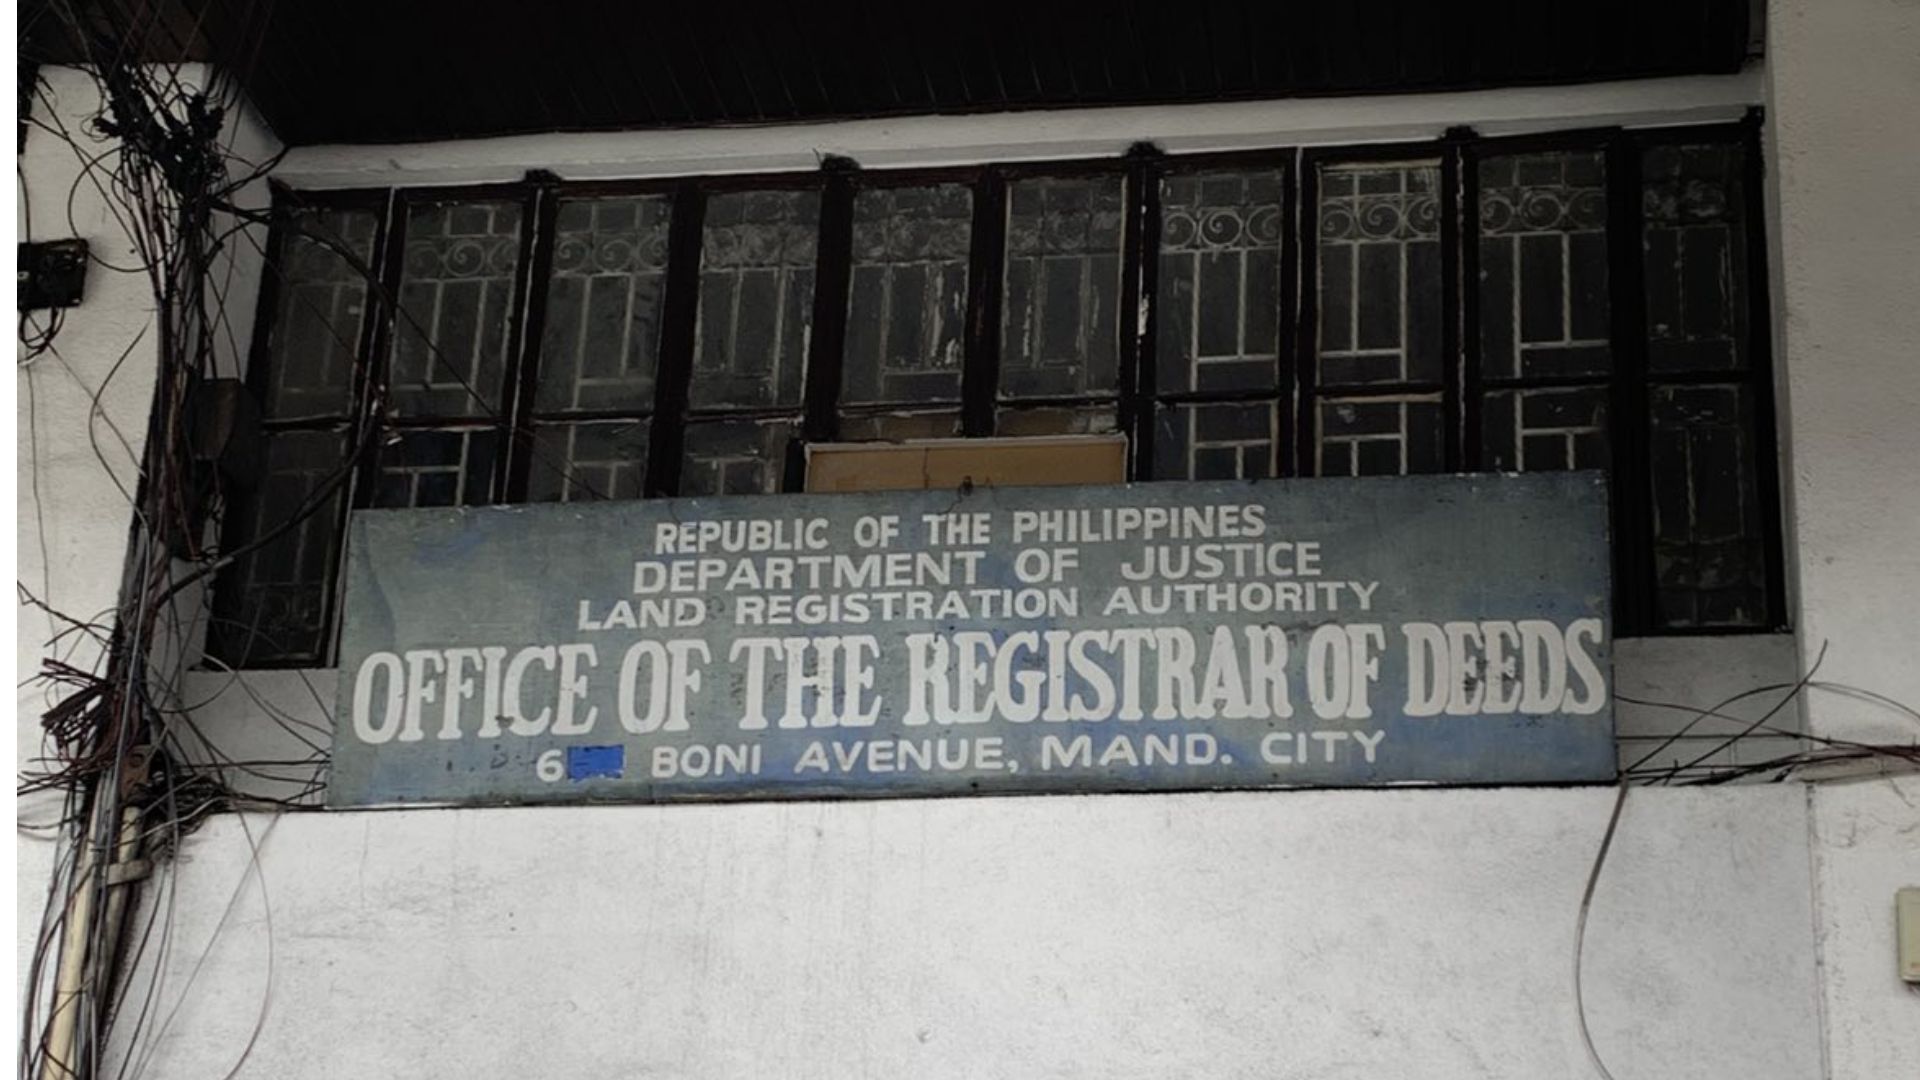 REPUBLIC OF THE PHILIPPINES
DEPARTMENT OF JUSTICE
LAND REGISTRATION AUTHORITY
OFFICE OF THE REGISTRAR OF DEEDS
BONI AVENUE, MAND. CITY